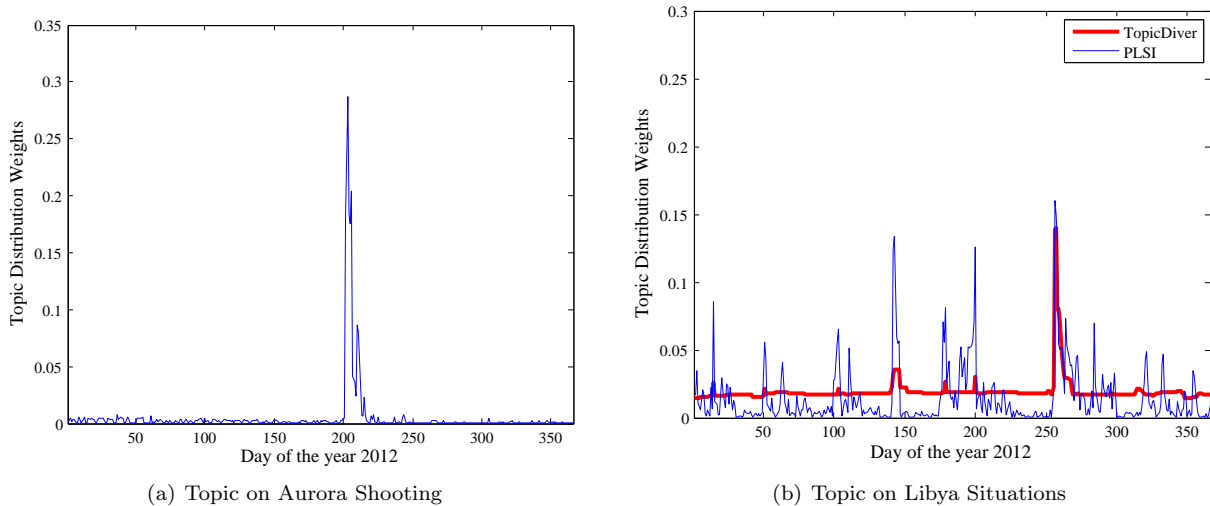 0.35
0.3
0.25
0.2
0.15
0.1
0.05
0
Topic Distribution Weights
50 100 150 200 250 300 350
Day of the year 2012
(a) Topic on Aurora Shooting
0.3
0.25
0.2
0.15
0.1
0.05
0
Topic Distribution Weights
TopicDiver
PLSI
50 100 150 200 250 300 350
Day of the year 2012
(b) Topic on Libya Situations